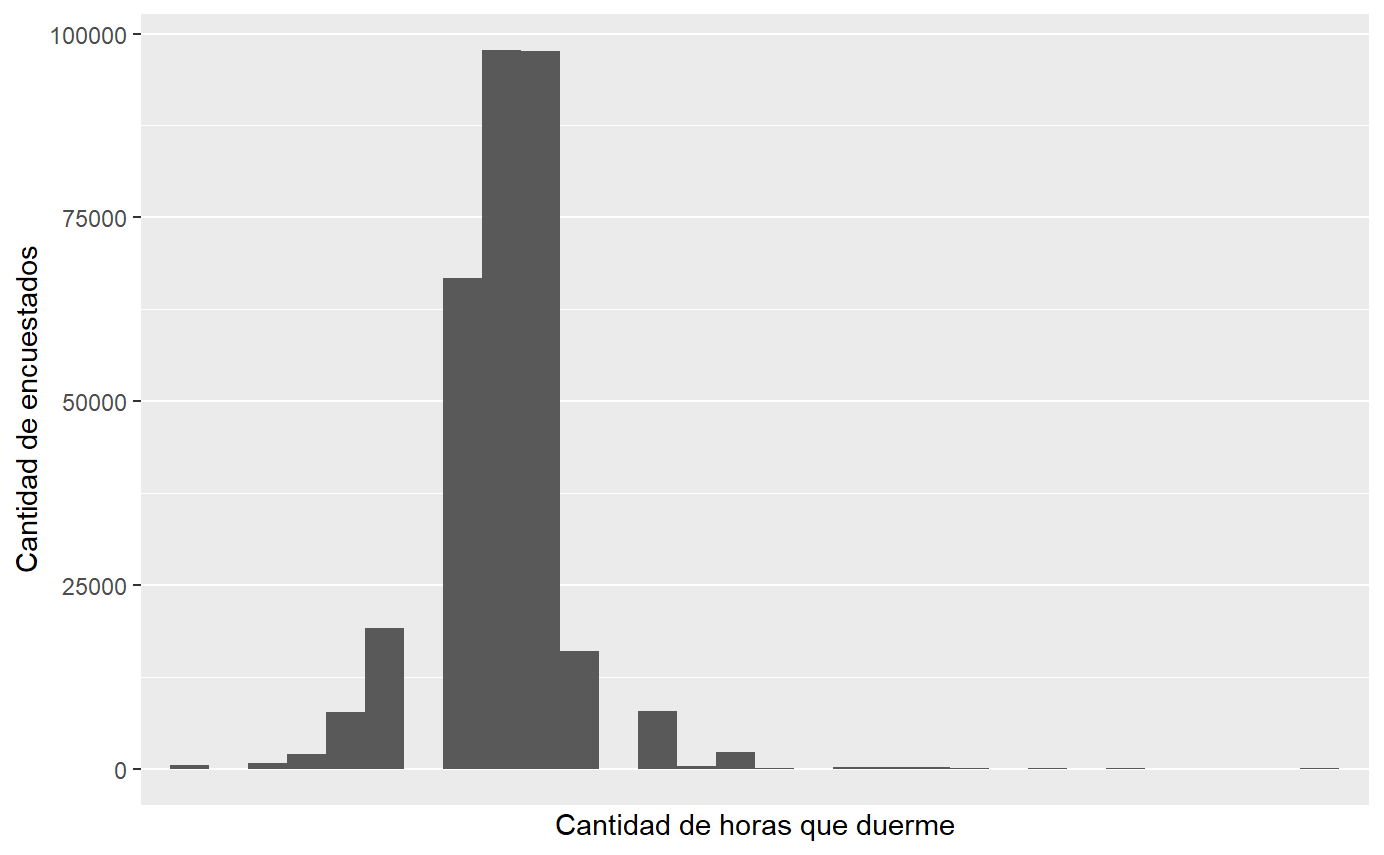 Cantidad de encuestados
100000
75000
50000
25000
0
Cantidad de horas que duerme